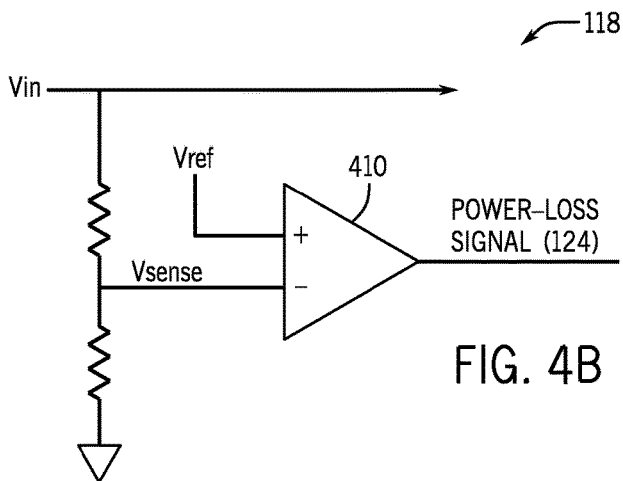 118
Vin
Vref
410
+
POWER–LOSS
SIGNAL (124)
Vsense
−
FIG. 4B